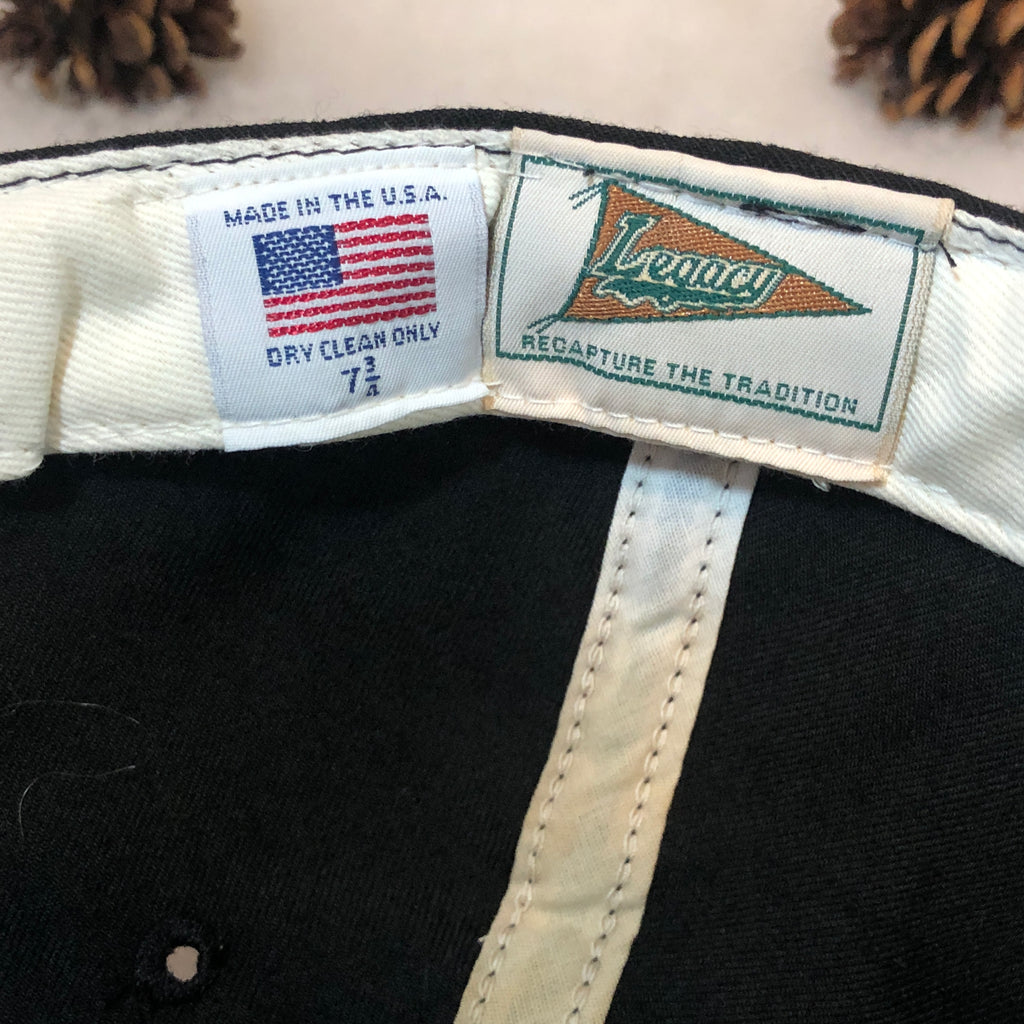 MADE IN THE U.S.A.
DRY CLEAN ONLY
7 3/4
Legacy
RECAPTURE THE TRADITION